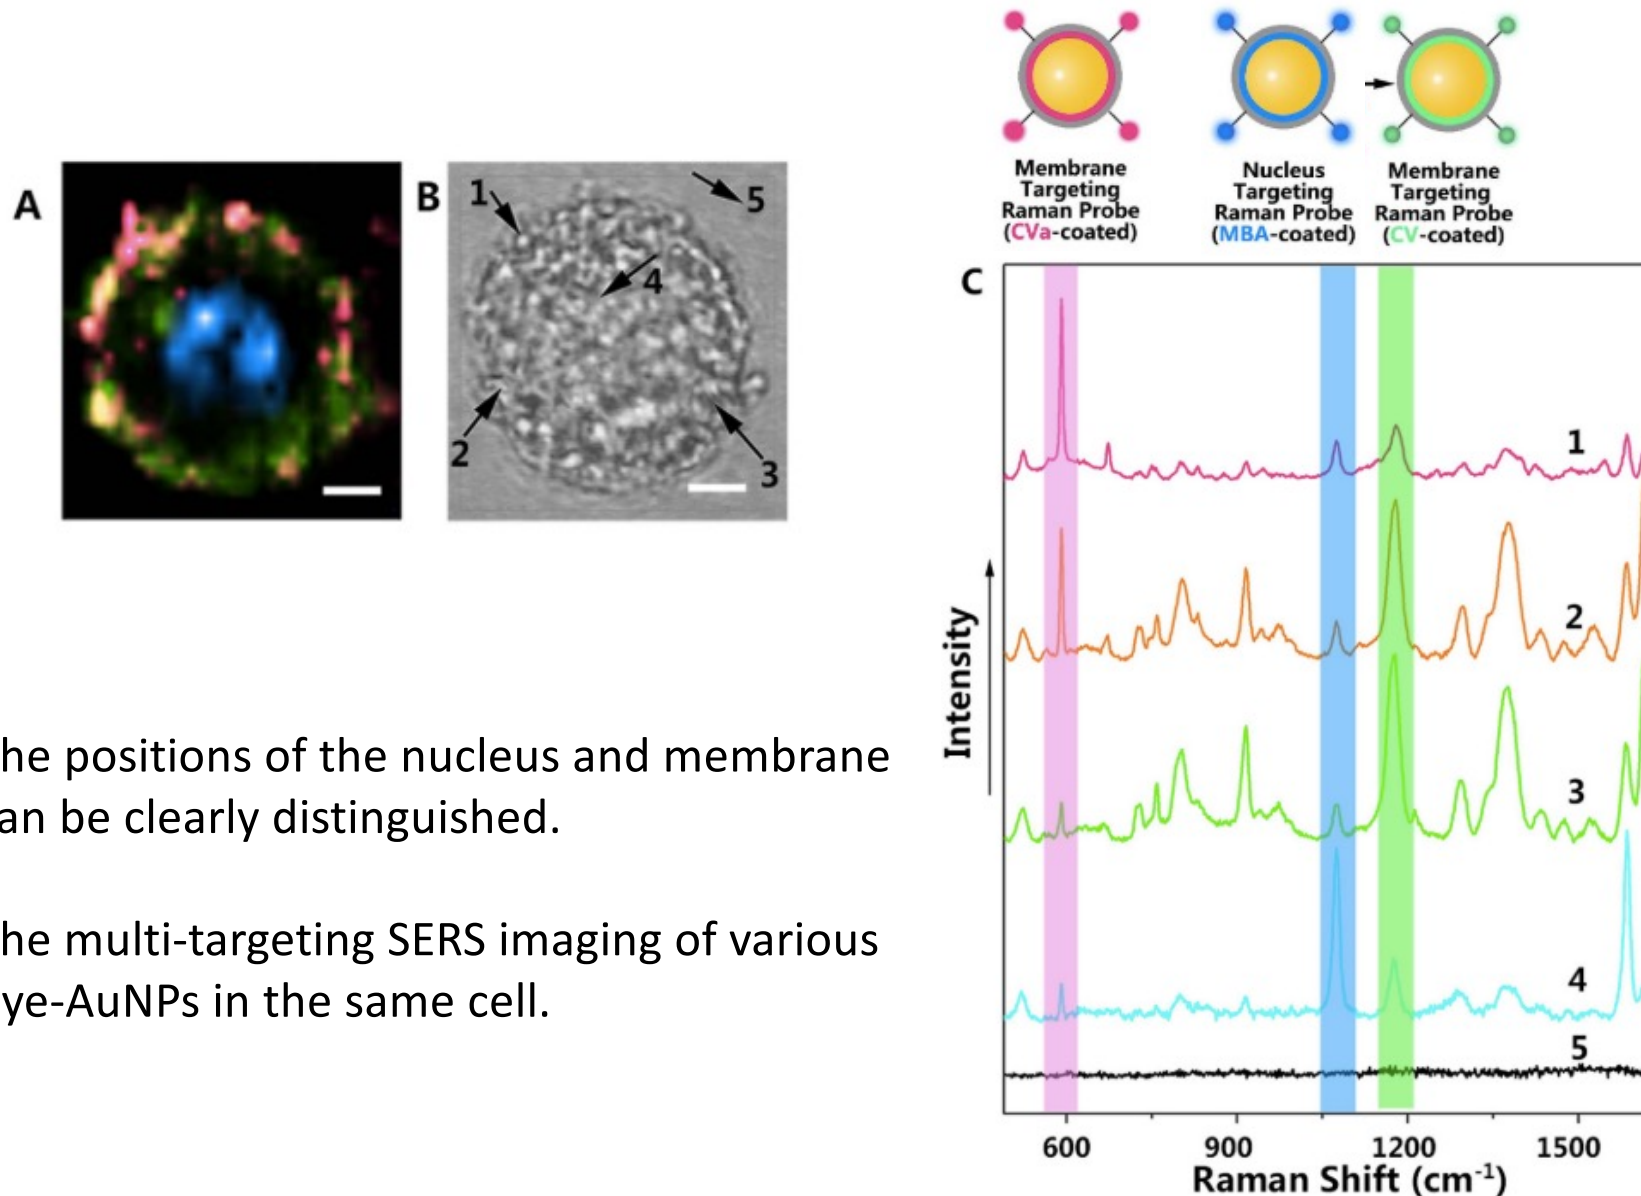 Membrane
Targeting
Raman Probe
(CVa-coated)
Nucleus
Targeting
Raman Probe
(MBA-coated)
Membrane
Targeting
Raman Probe
(CV-coated)
A
B
1
5
4
2
3
C
1
2
3
4
5
Intensity
600 900 1200 1500
Raman Shift (cm⁻¹)
he positions of the nucleus and membrane
an be clearly distinguished.
he multi-targeting SERS imaging of various
ye-AuNPs in the same cell.